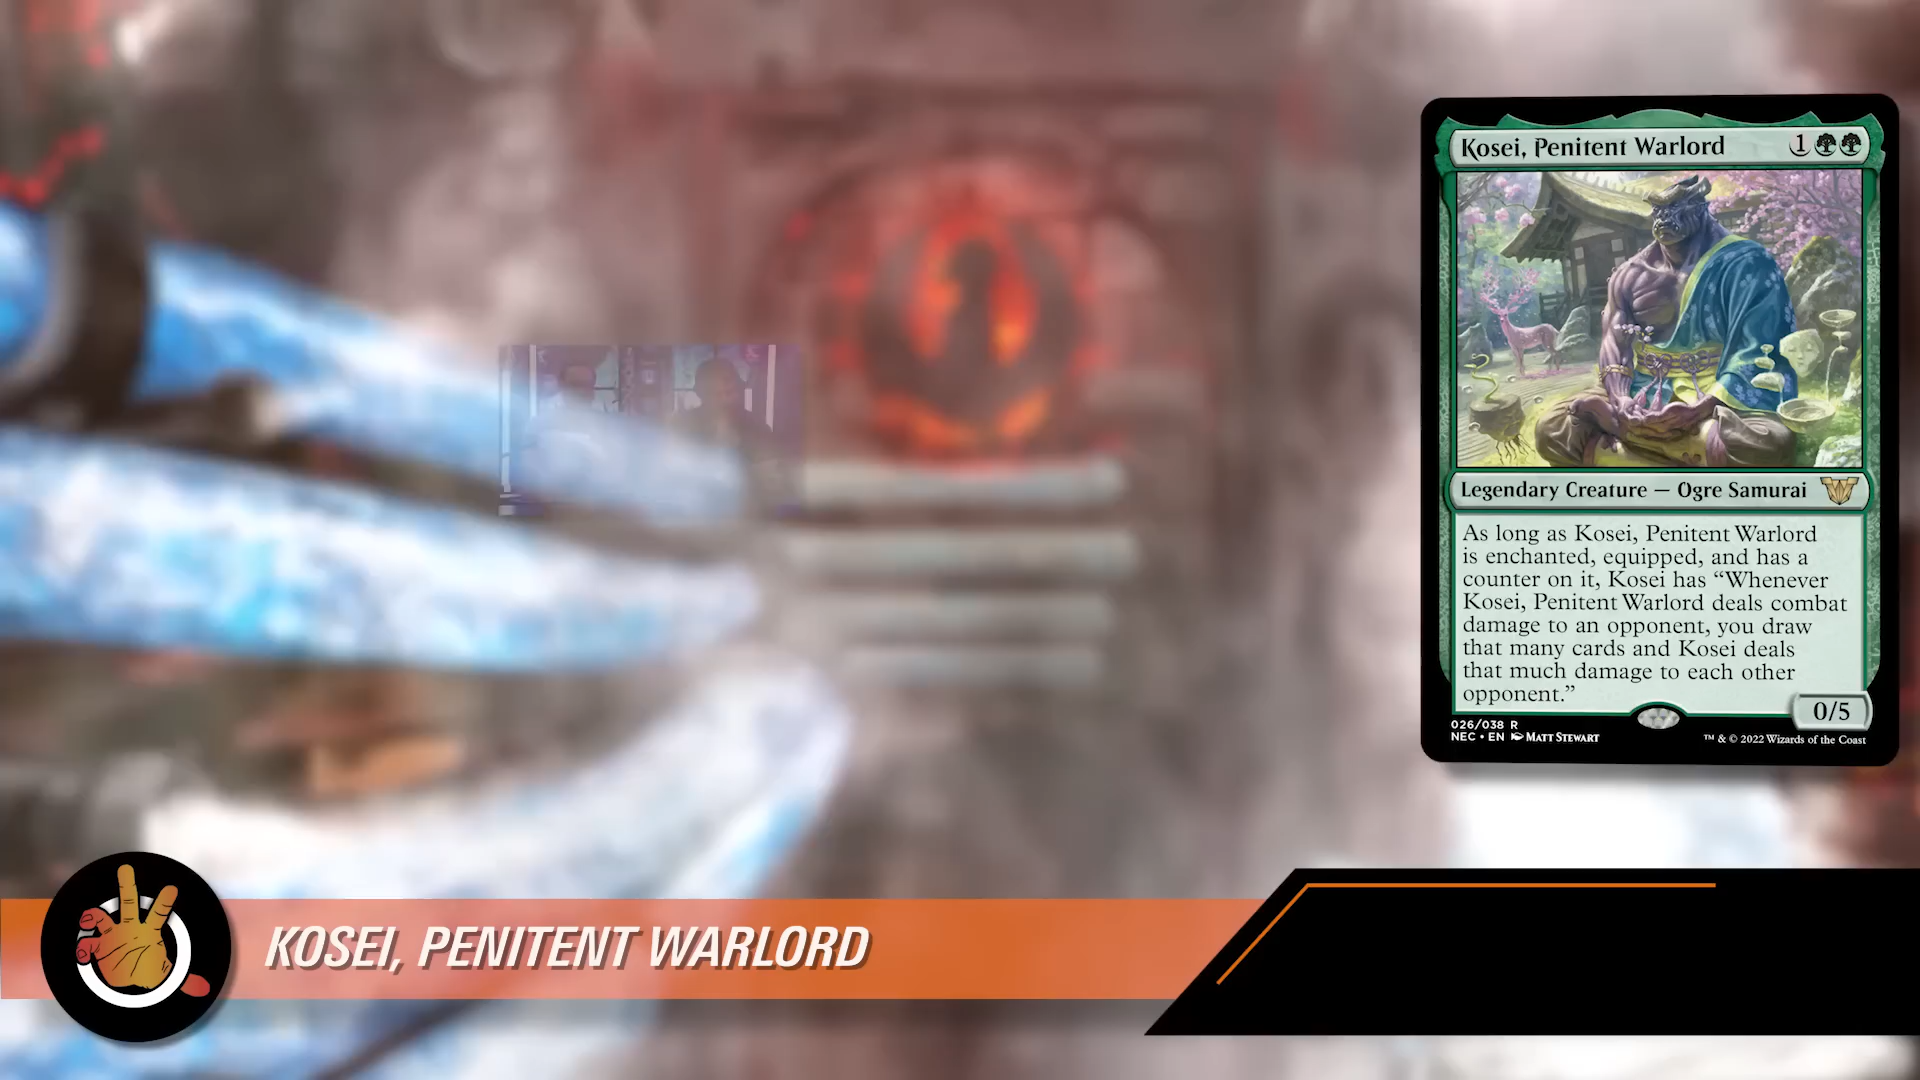 Kosei, Penitent Warlord 1
Legendary Creature — Ogre Samurai
As long as Kosei, Penitent Warlord
is enchanted, equipped, and has a
counter on it, Kosei has “Whenever
Kosei, Penitent Warlord deals combat
damage to an opponent, you draw
that many cards and Kosei deals
that much damage to each other
opponent.”
0/5
026/038 R
NEC • EN MATT STEWART
™ & © 2022 Wizards of the Coast
KOSEI, PENITENT WARLORD